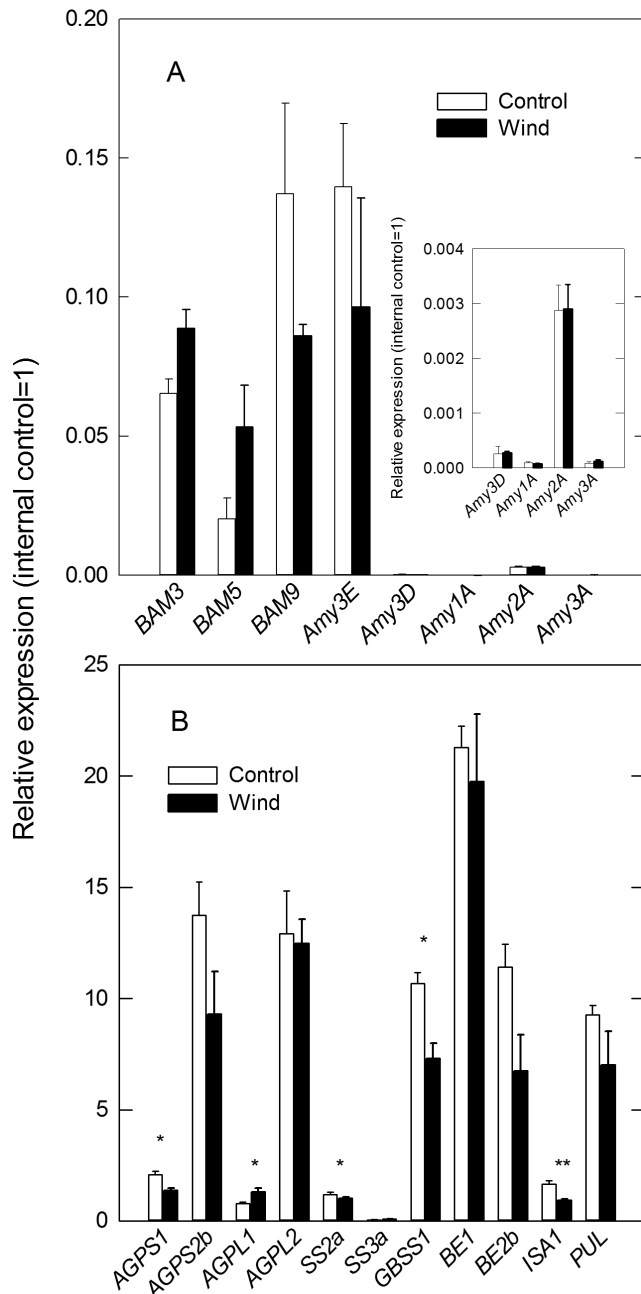 Relative expression (internal control=1)
A
Control
Wind
0.20
0.15
0.10
0.05
0.00
Relative expression (internal control=1)
0.004
0.003
0.002
0.001
0.000
Amy3D
Amy1A
Amy2A
Amy3A
BAM3
BAM5
BAM9
Amy3E
Amy3D
Amy1A
Amy2A
Amy3A
B
Control
Wind
25
20
15
10
5
0
*
*
*
*
**
AGPS1
AGPS2b
AGPL1
AGPL2
SS2a
SS3a
GBSS1
BE1
BE2b
ISA1
PUL